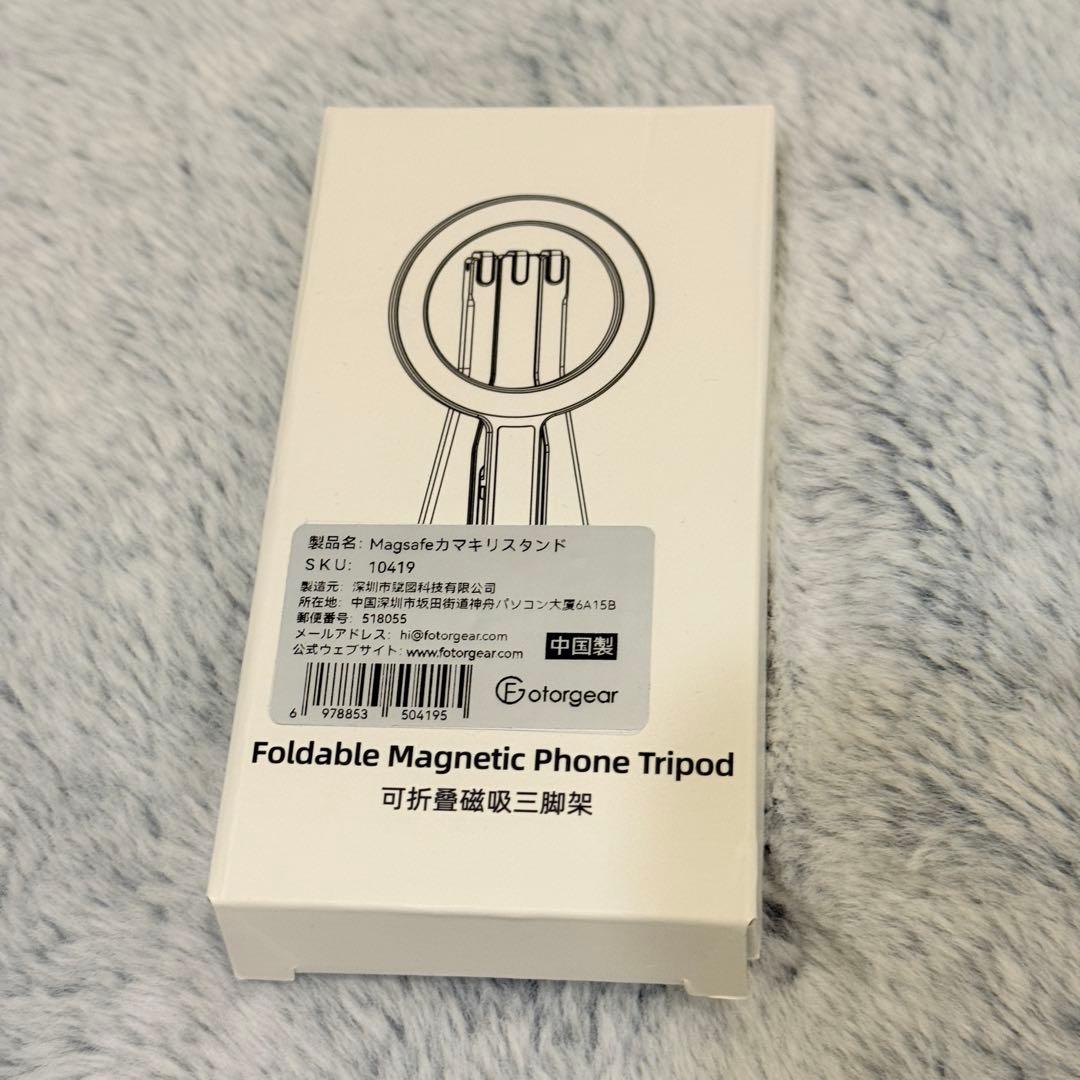 製品名: Magsafeカマキリスタンド
SKU: 10419
製造元: 深圳市赋図科技有限公司
所在地: 中国深圳市坂田街道神舟パソコン大厦6A15B
郵便番号: 518055
メールアドレス: hi@fotorgear.com
公式ウェブサイト: www.fotorgear.com
中国製
6 978853 504195
Fotorgear
Foldable Magnetic Phone Tripod
可折叠磁吸三脚架